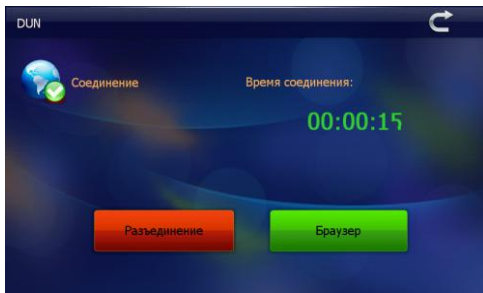 DUN
Соединение
Время соединения:
00:00:15
Разъединение
Браузер